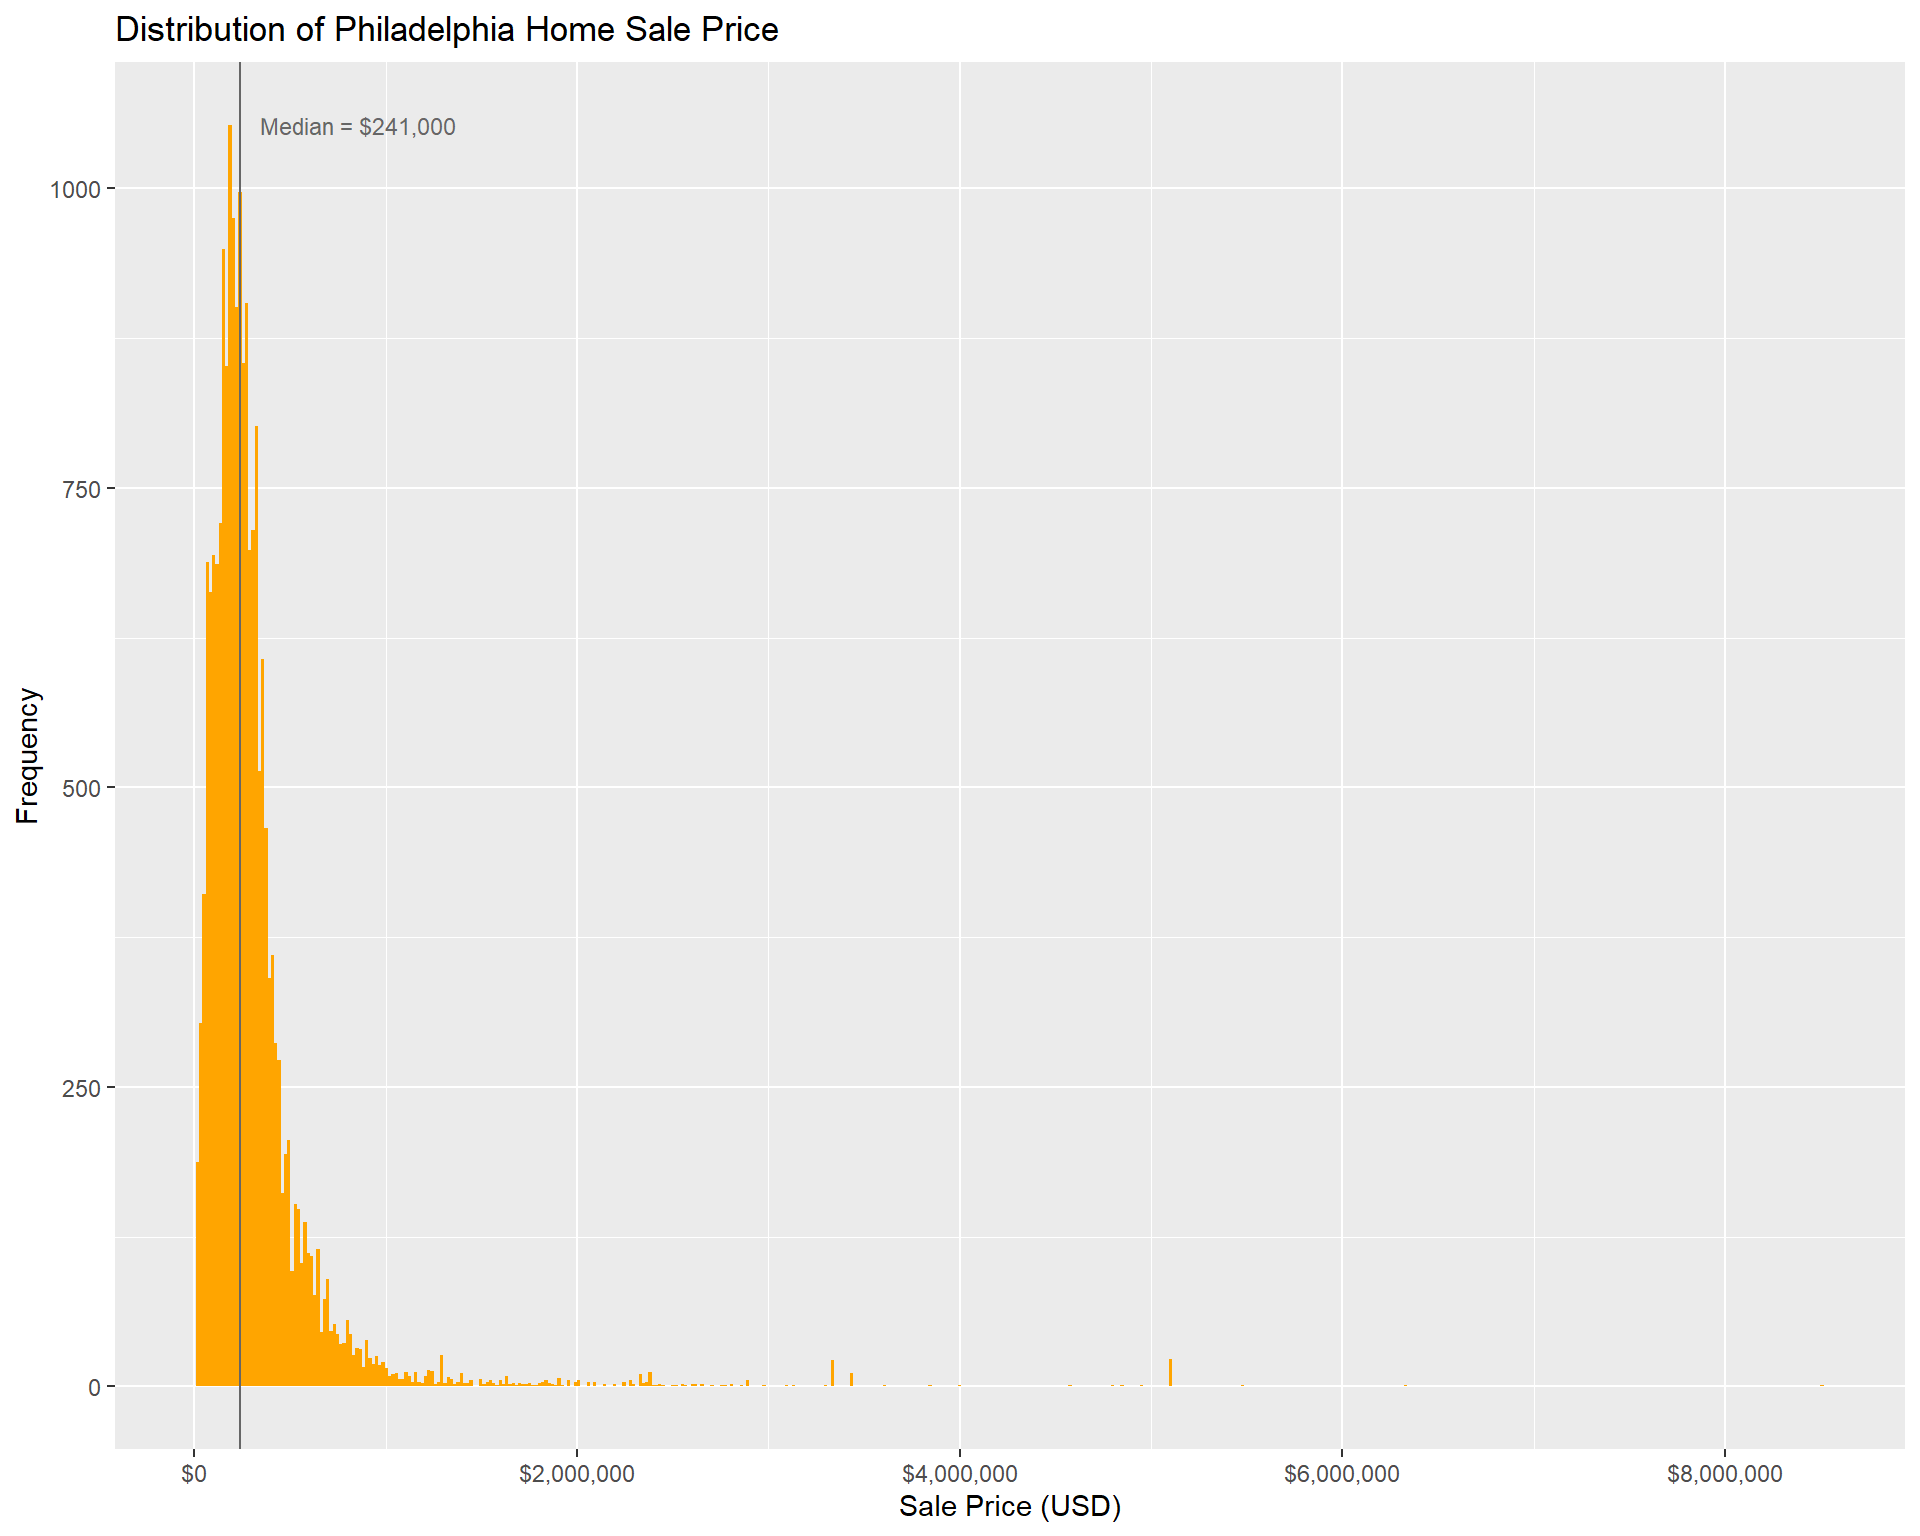 Distribution of Philadelphia Home Sale Price
Median = $241,000
1000
750
500
250
0
Frequency
$0
$2,000,000
$4,000,000
$6,000,000
$8,000,000
Sale Price (USD)